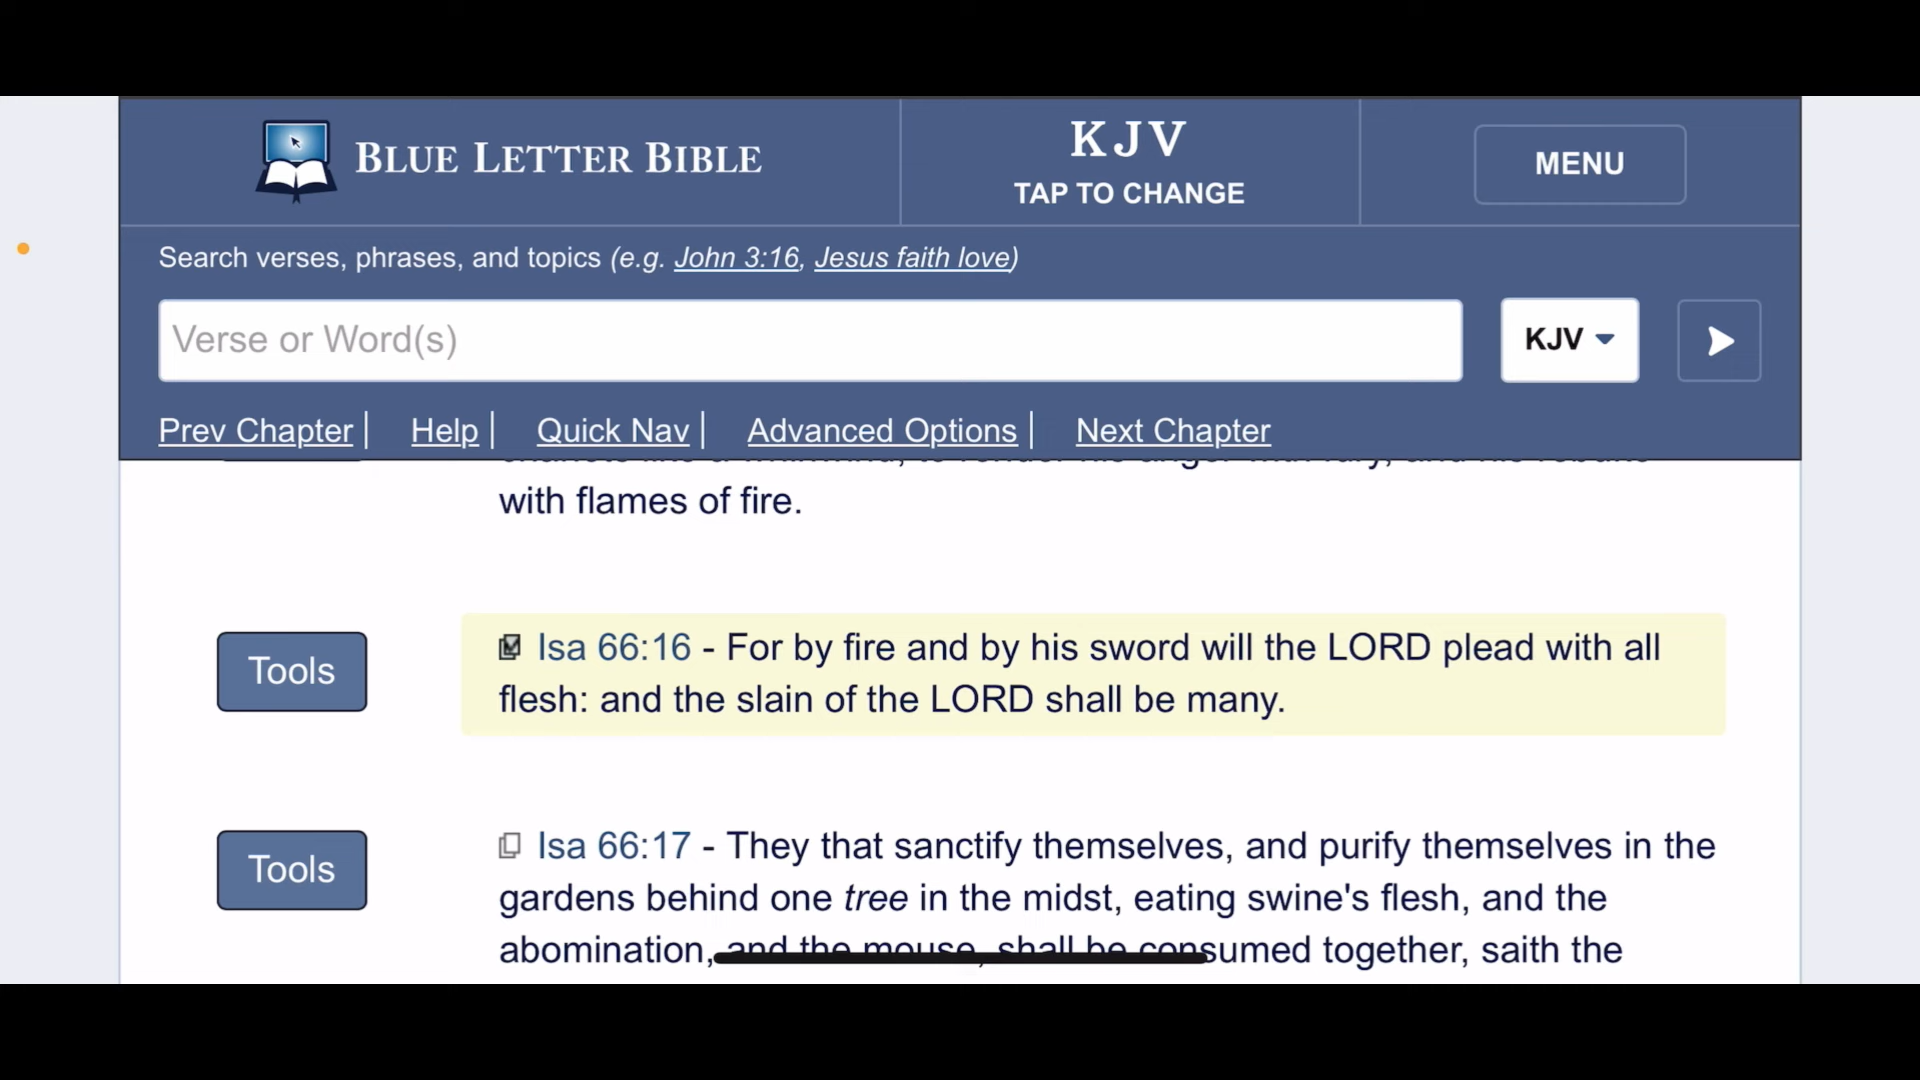 BLUE LETTER BIBLE
KJV
TAP TO CHANGE
MENU
Search verses, phrases, and topics (e.g. John 3:16, Jesus faith love)
Verse or Word(s)
KJV
Prev Chapter | Help | Quick Nav | Advanced Options | Next Chapter
with flames of fire.
Tools
Isa 66:16 - For by fire and by his sword will the LORD plead with all
flesh: and the slain of the LORD shall be many.
Tools
Isa 66:17 - They that sanctify themselves, and purify themselves in the
gardens behind one tree in the midst, eating swine's flesh, and the
abomination, and the mouse, shall be consumed together, saith the